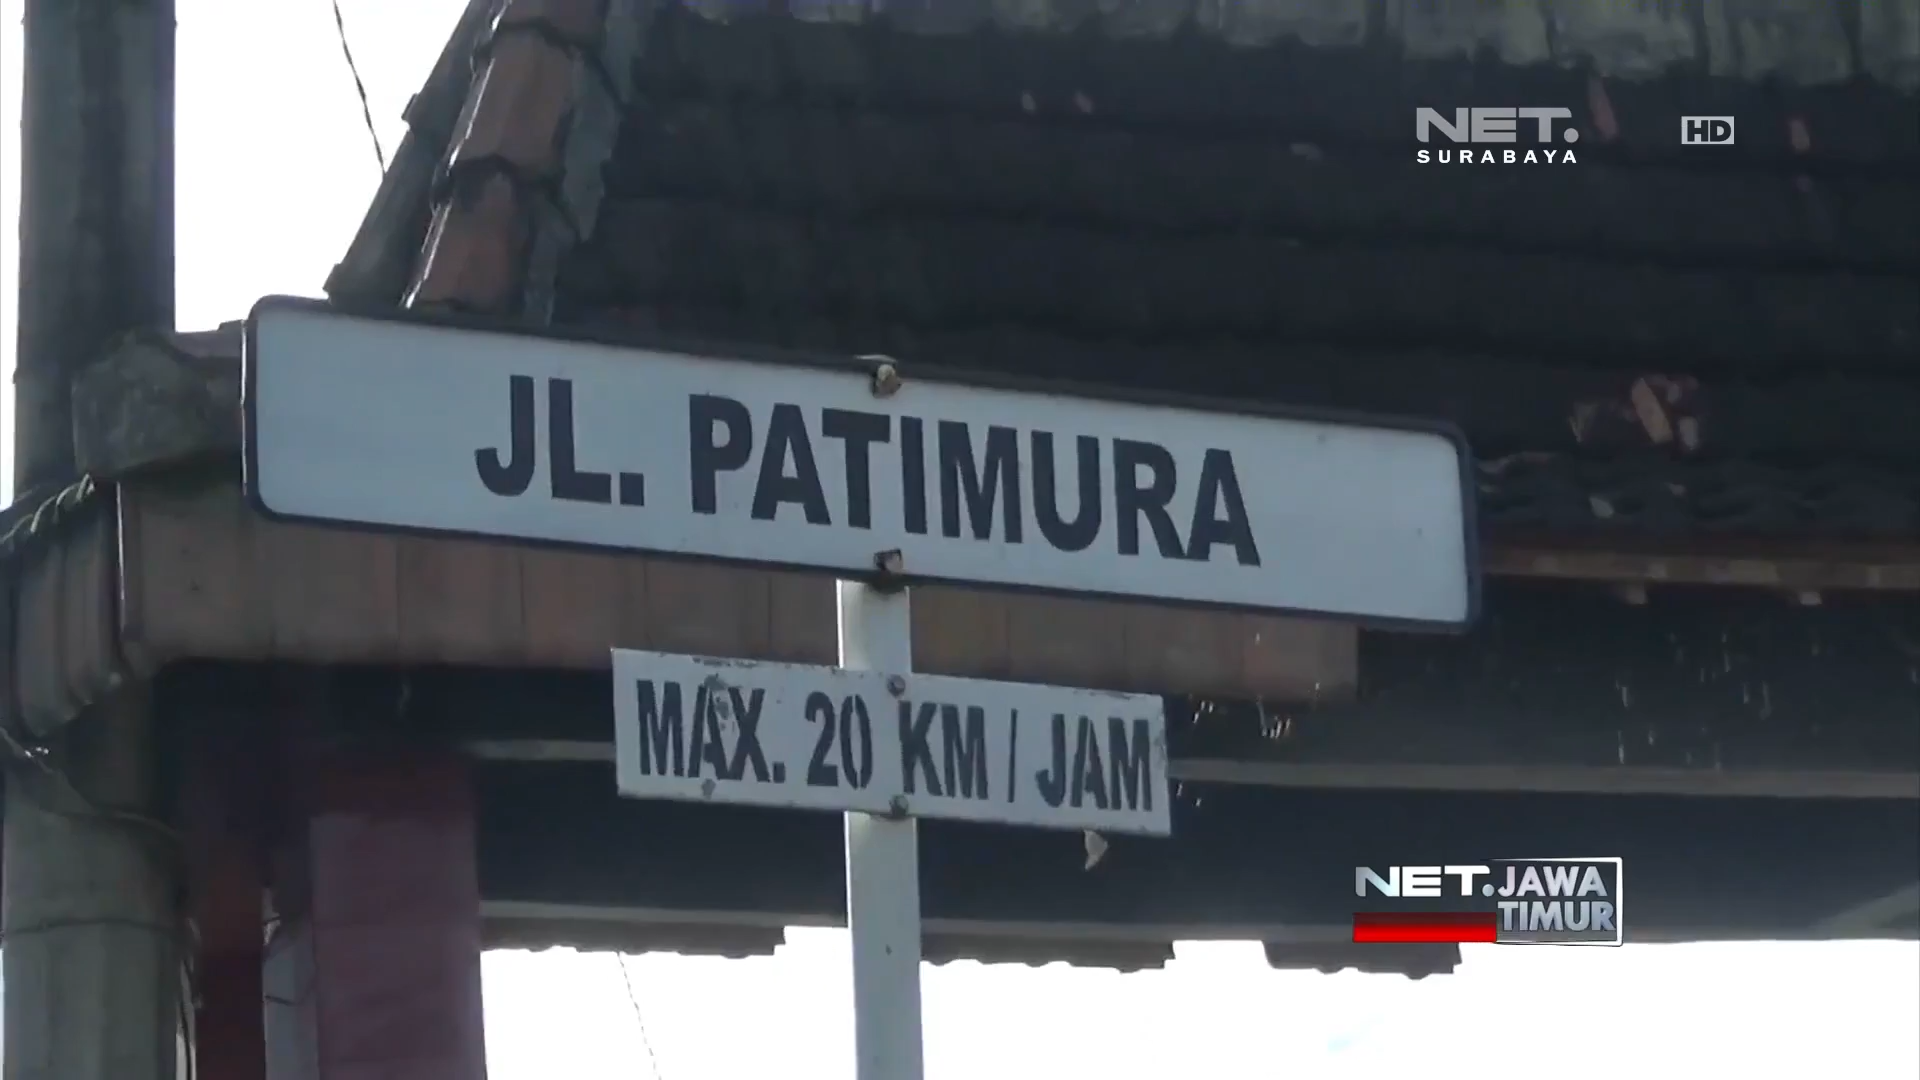 NET.
SURABAYA
HD
JL. PATIMURA
MAX. 20 KM / JAM
NET. JAWA
TIMUR